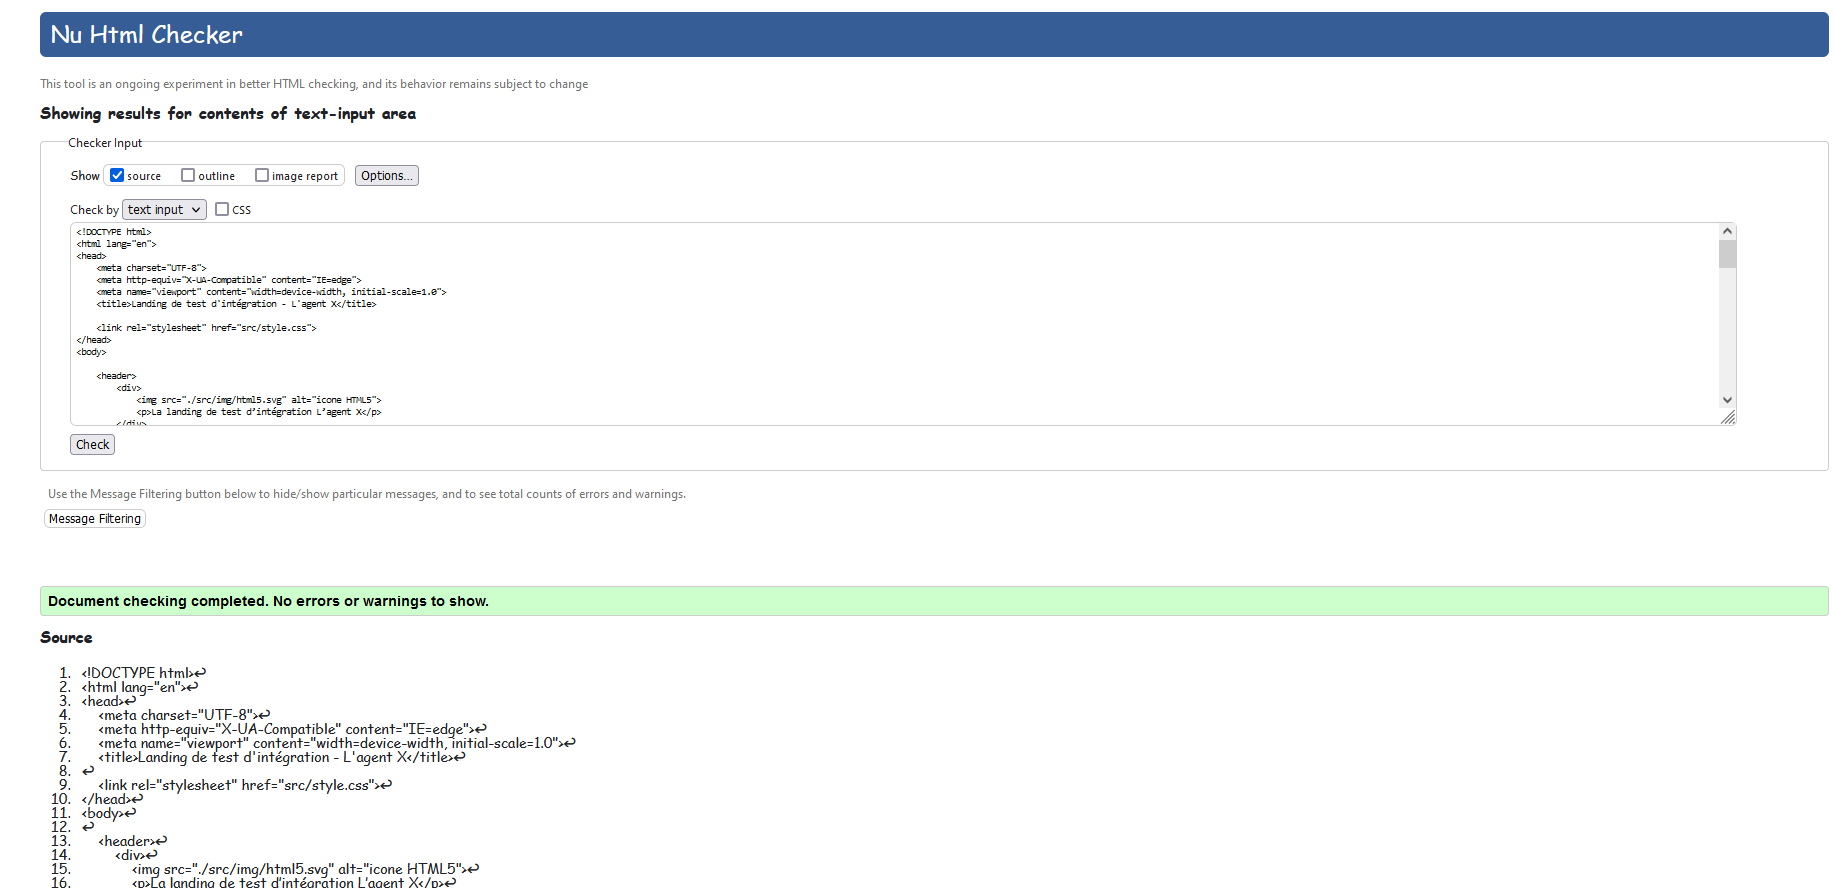 Nu Html Checker
This tool is an ongoing experiment in better HTML checking, and its behavior remains subject to change
Showing results for contents of text-input area
Checker Input
Show source outline image report Options...
Check by text input CSS
<!DOCTYPE html>
<html lang="en">
<head>
<meta charset="UTF-8">
<meta http-equiv="X-UA-Compatible" content="IE=edge">
<meta name="viewport" content="width=device-width, initial-scale=1.0">
<title>Landing de test d'intégration - L'agent X</title>
<link rel="stylesheet" href="src/style.css">
</head>
<body>
<header>
<div>
<img src="./src/img/html5.svg" alt="icone HTML5">
<p>La landing de test d’intégration L’agent X</p>
</div>
Check
Use the Message Filtering button below to hide/show particular messages, and to see total counts of errors and warnings.
Message Filtering
Document checking completed. No errors or warnings to show.
Source
1. <!DOCTYPE html>↩
2. <html lang="en">↩
3. <head>↩
4. <meta charset="UTF-8">↩
5. <meta http-equiv="X-UA-Compatible" content="IE=edge">↩
6. <meta name="viewport" content="width=device-width, initial-scale=1.0">↩
7. <title>Landing de test d'intégration - L'agent X</title>↩
8. ↩
9. <link rel="stylesheet" href="src/style.css">↩
10. </head>↩
11. <body>↩
12. ↩
13. <header>↩
14. <div>↩
15. <img src="./src/img/html5.svg" alt="icone HTML5">↩
16. <p>La landing de test d’intégration L’agent X</p>↩